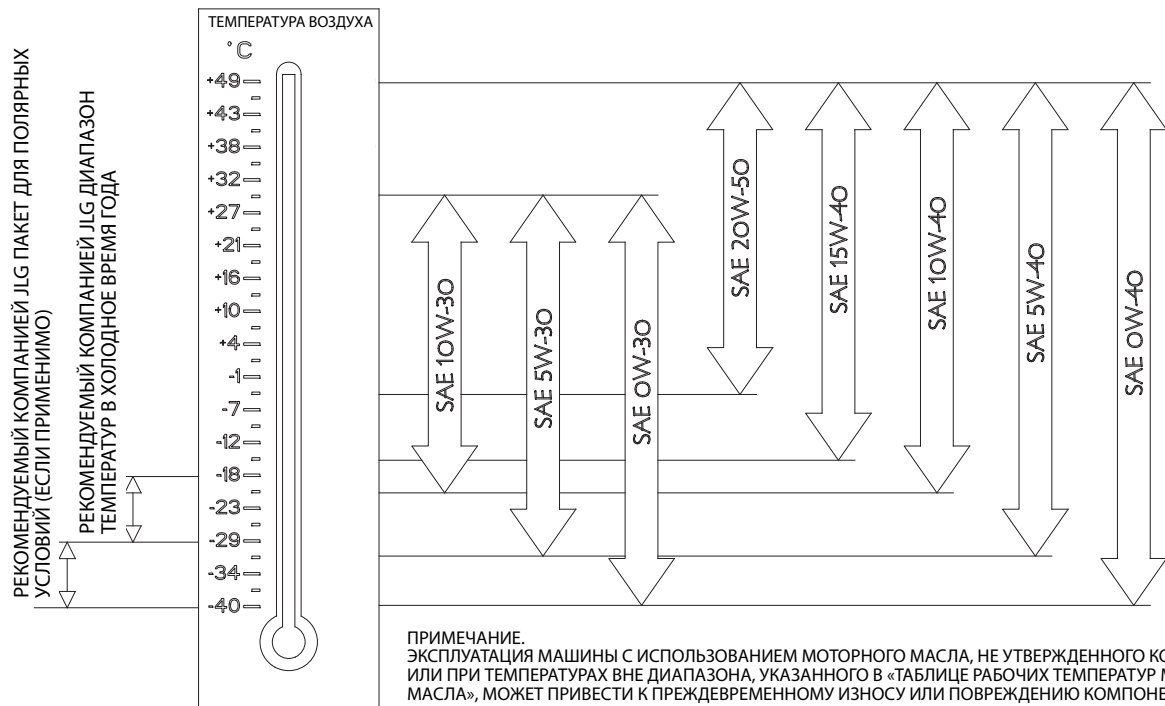 РЕКОМЕНДУЕМЫЙ КОМПАНИЕЙ JLG ПАКЕТ ДЛЯ ПОЛЯРНЫХ
УСЛОВИЙ (ЕСЛИ ПРИМЕНИМО)
РЕКОМЕНДУЕМЫЙ КОМПАНИЕЙ JLG ДИАПАЗОН
ТЕМПЕРАТУР В ХОЛОДНОЕ ВРЕМЯ ГОДА
ТЕМПЕРАТУРА ВОЗДУХА
°C
+49
+43
+38
+32
+27
+21
+16
+10
+4
-1
-7
-12
-18
-23
-29
-34
-40
SAE 10W-30
SAE 5W-30
SAE 0W-30
SAE 20W-50
SAE 15W-40
SAE 10W-40
SAE 5W-40
SAE 0W-40
ПРИМЕЧАНИЕ.
ЭКСПЛУАТАЦИЯ МАШИНЫ С ИСПОЛЬЗОВАНИЕМ МОТОРНОГО МАСЛА, НЕ УТВЕРЖДЕННОГО
ИЛИ ПРИ ТЕМПЕРАТУРАХ ВНЕ ДИАПАЗОНА, УКАЗАННОГО В «ТАБЛИЦЕ РАБОЧИХ ТЕМПЕРАТУР
МАСЛА», МОЖЕТ ПРИВЕСТИ К ПРЕЖДЕВРЕМЕННОМУ ИЗНОСУ ИЛИ ПОВРЕЖДЕНИЮ